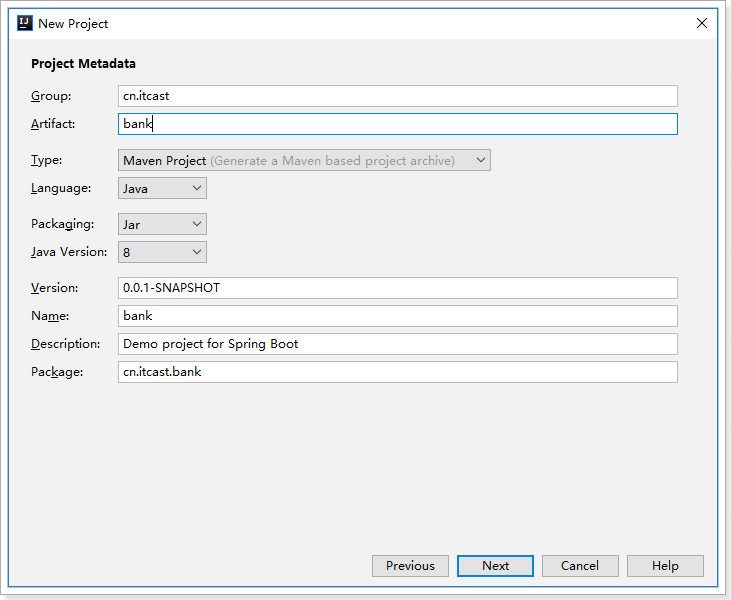 New Project
Project Metadata
Group: cn.itcast
Artifact: bank
Type: Maven Project (Generate a Maven based project archive)
Language: Java
Packaging: Jar
Java Version: 8
Version: 0.0.1-SNAPSHOT
Name: bank
Description: Demo project for Spring Boot
Package: cn.itcast.bank
Previous Next Cancel Help